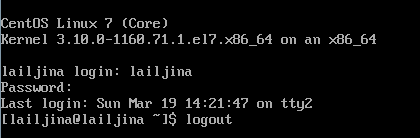 CentOS Linux 7 (Core)
Kernel 3.10.0-1160.71.1.el7.x86_64 on an x86_64
lailjina login: lailjina
Password:
Last login: Sun Mar 19 14:21:47 on tty2
[lailjina@lailjina ~]$ logout